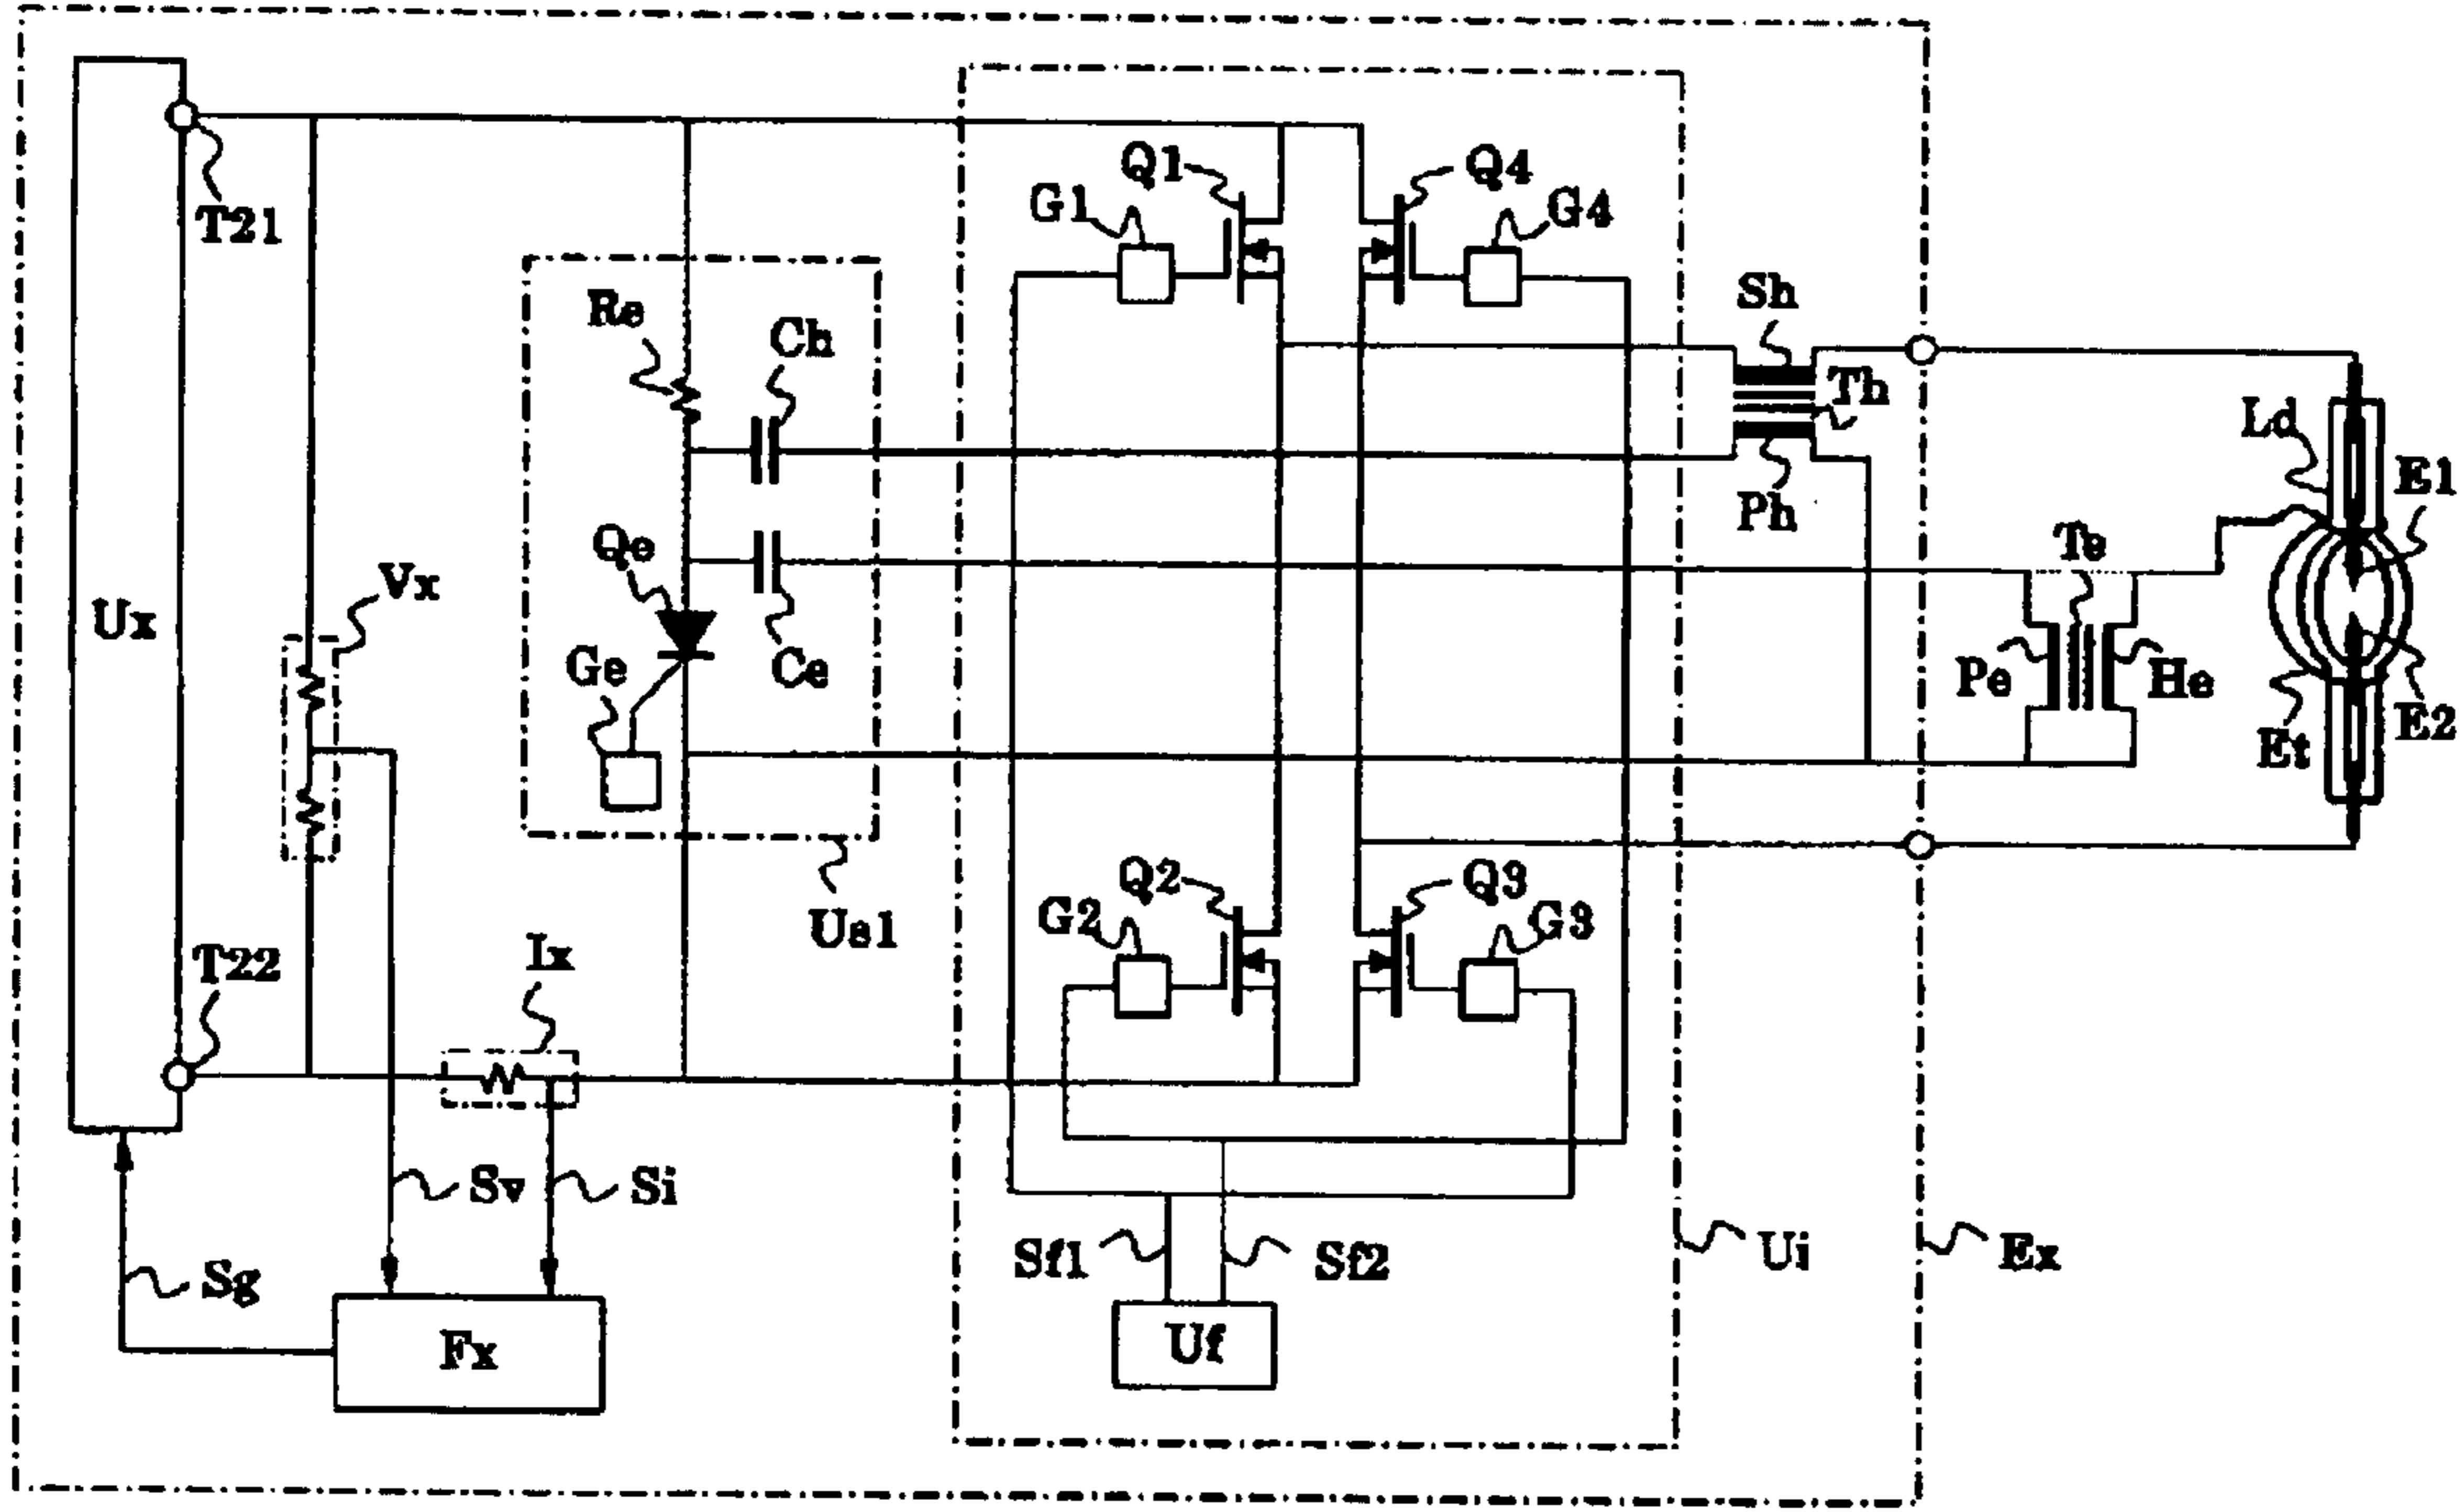 Q1
Q4
G1
G4
T21
Sh
Re
Ch
Th
Ld
E1
Ph
Qe
Te
Vx
Ux
Ge
Ce
Pe
He
E2
Et
Q2
Q3
G2
G3
Ue1
Ix
T22
Sv
Si
Sf1
Sf2
Ui
Ex
Sg
Fx
Uf